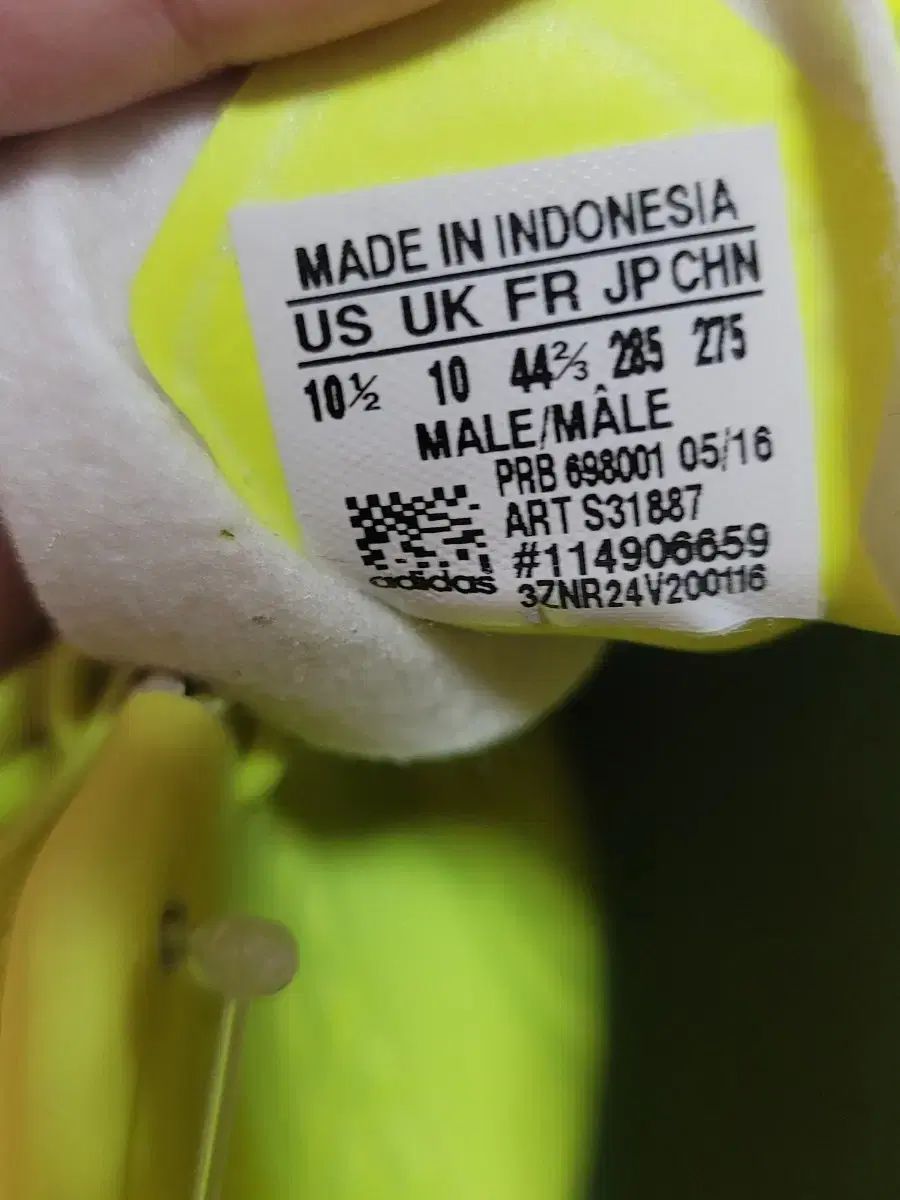 MADE IN INDONESIA
US UK FR JP CHN
10½ 10 44⅔ 285 275
MALE/MÂLE
PRB 698001 05/16
ART S31887
#114906659
adidas 3ZNR24V200116